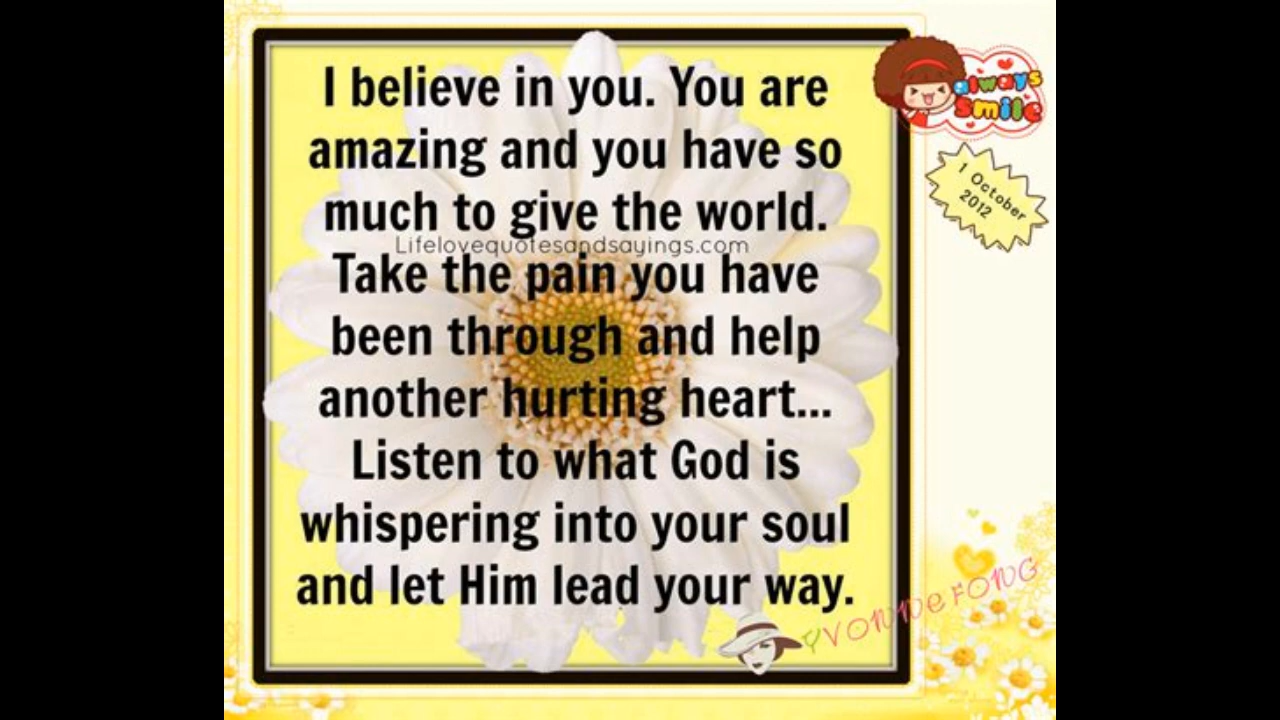 I believe in you. You are
amazing and you have so
much to give the world.
Lifelovequotesandsayings.com
Take the pain you have
been through and help
another hurting heart...
Listen to what God is
whispering into your soul
and let Him lead your way.
always
smile
1 October
2012
YVONNE FONG